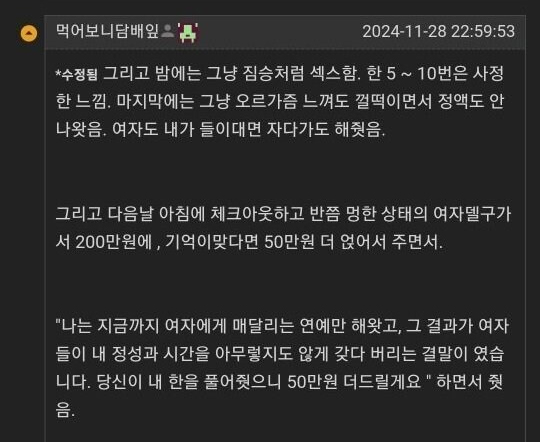 먹어보니담배잎 2024-11-28 22:59:53
*수정됨 그리고 밤에는 그냥 짐승처럼 섹스함. 한 5 ~ 10번은 사정
한 느낌. 마지막에는 그냥 오르가즘 느껴도 껄떡이면서 정액도 안
나왔음. 여자도 내가 들이대면 자다가도 해줬음.
그리고 다음날 아침에 체크아웃하고 반쯤 멍한 상태의 여자델구가
서 200만원에 , 기억이맞다면 50만원 더 얹어서 주면서.
"나는 지금까지 여자에게 매달리는 연예만 해왔고, 그 결과가 여자
들이 내 정성과 시간을 아무렇지도 않게 갖다 버리는 결말이 였습
니다. 당신이 내 한을 풀어줬으니 50만원 더드릴게요 " 하면서 줫
음.